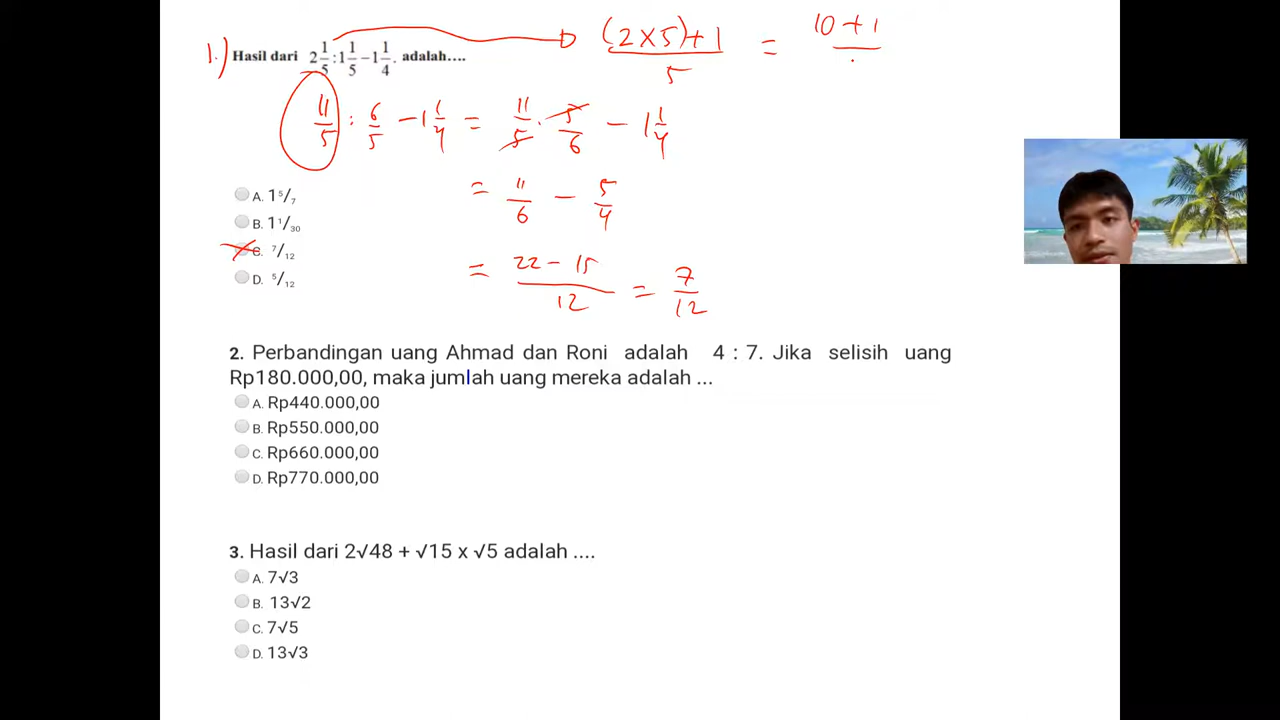 1.) Hasil dari 2 1/5 : 1 1/5 − 1 1/4 . adalah....
(2 x 5) + 1 / 5 = 10 + 1
11/5 : 6/5 − 1 1/4 = 11/5 . 5/6 − 1 1/4
= 11/6 − 5/4
= 22 − 15 / 12 = 7/12
A. 1 5/7
B. 1 1/30
C. 7/12
D. 5/12
2. Perbandingan uang Ahmad dan Roni adalah 4 : 7. Jika selisih uang
Rp180.000,00, maka jumlah uang mereka adalah ...
A. Rp440.000,00
B. Rp550.000,00
C. Rp660.000,00
D. Rp770.000,00
3. Hasil dari 2√48 + √15 x √5 adalah ....
A. 7√3
B. 13√2
C. 7√5
D. 13√3